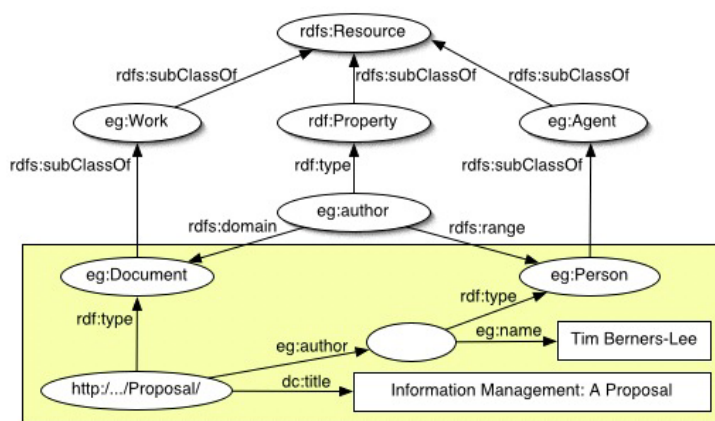 rdfs:Resource
rdfs:subClassOf
rdfs:subClassOf
rdfs:subClassOf
eg:Work
rdf:Property
eg:Agent
rdfs:subClassOf
rdf:type
rdfs:subClassOf
eg:author
rdfs:domain
rdfs:range
eg:Document
eg:Person
rdf:type
rdf:type
eg:author
eg:name
Tim Berners-Lee
http:/.../Proposal/
dc:title
Information Management: A Proposal